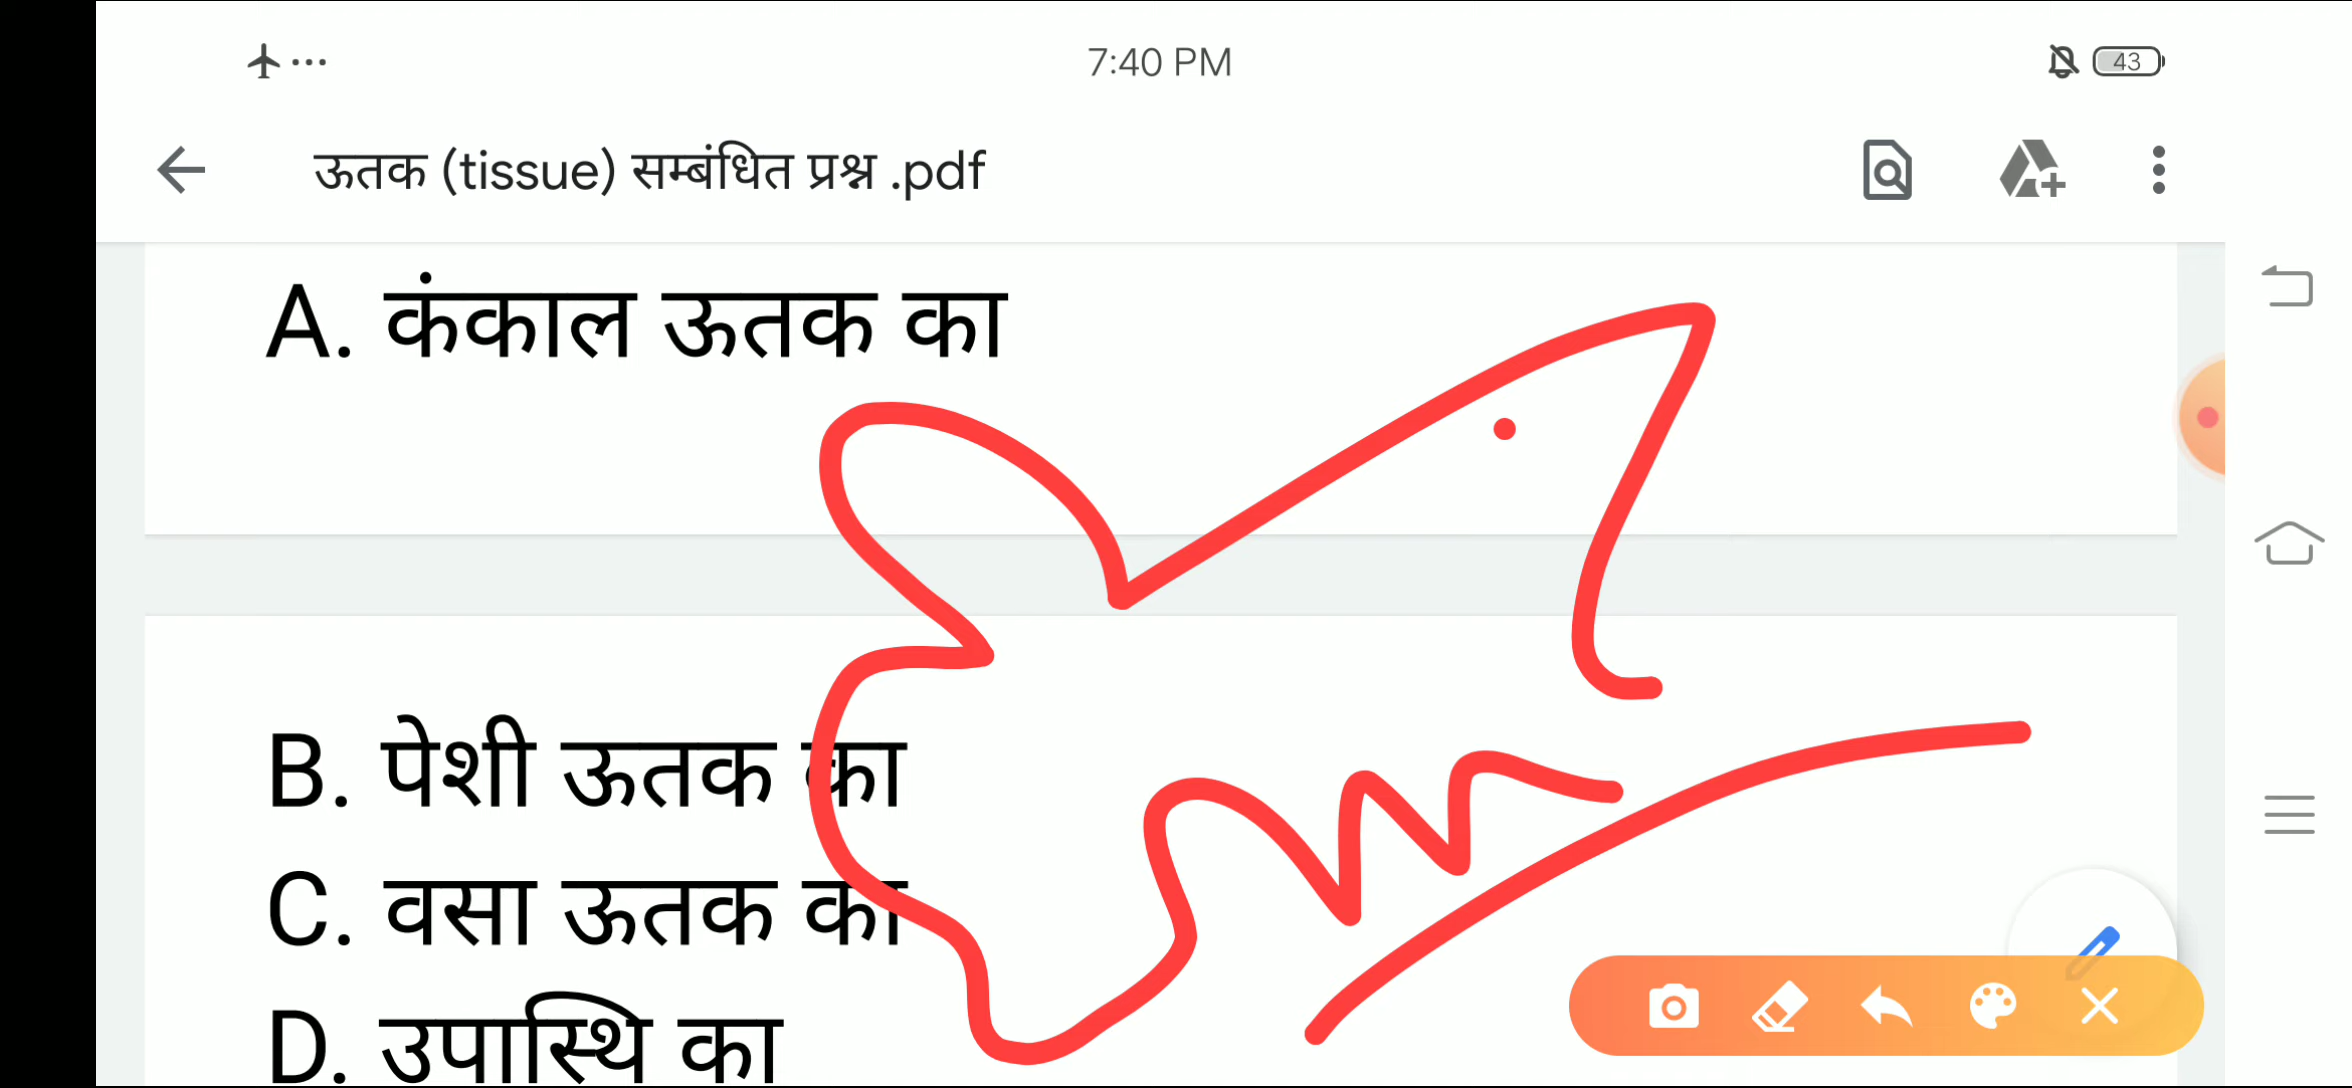 7:40 PM
43
ऊतक (tissue) सम्बंधित प्रश्न .pdf
A. कंकाल ऊतक का
B. पेशी ऊतक का
C. वसा ऊतक का
D. उपास्थि का